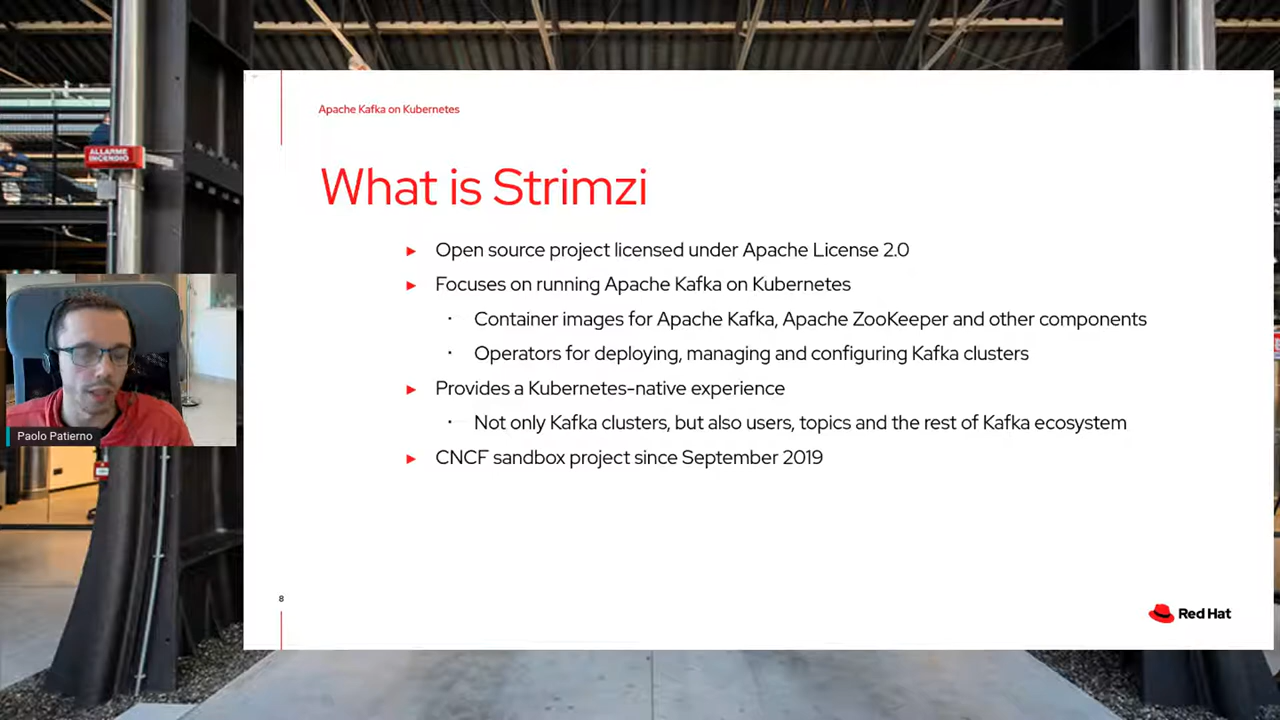 Apache Kafka on Kubernetes
ALLARME
INCENDIO
What is Strimzi
► Open source project licensed under Apache License 2.0
► Focuses on running Apache Kafka on Kubernetes
· Container images for Apache Kafka, Apache ZooKeeper and other components
· Operators for deploying, managing and configuring Kafka clusters
► Provides a Kubernetes-native experience
· Not only Kafka clusters, but also users, topics and the rest of Kafka ecosystem
Paolo Patierno
► CNCF sandbox project since September 2019
8
Red Hat